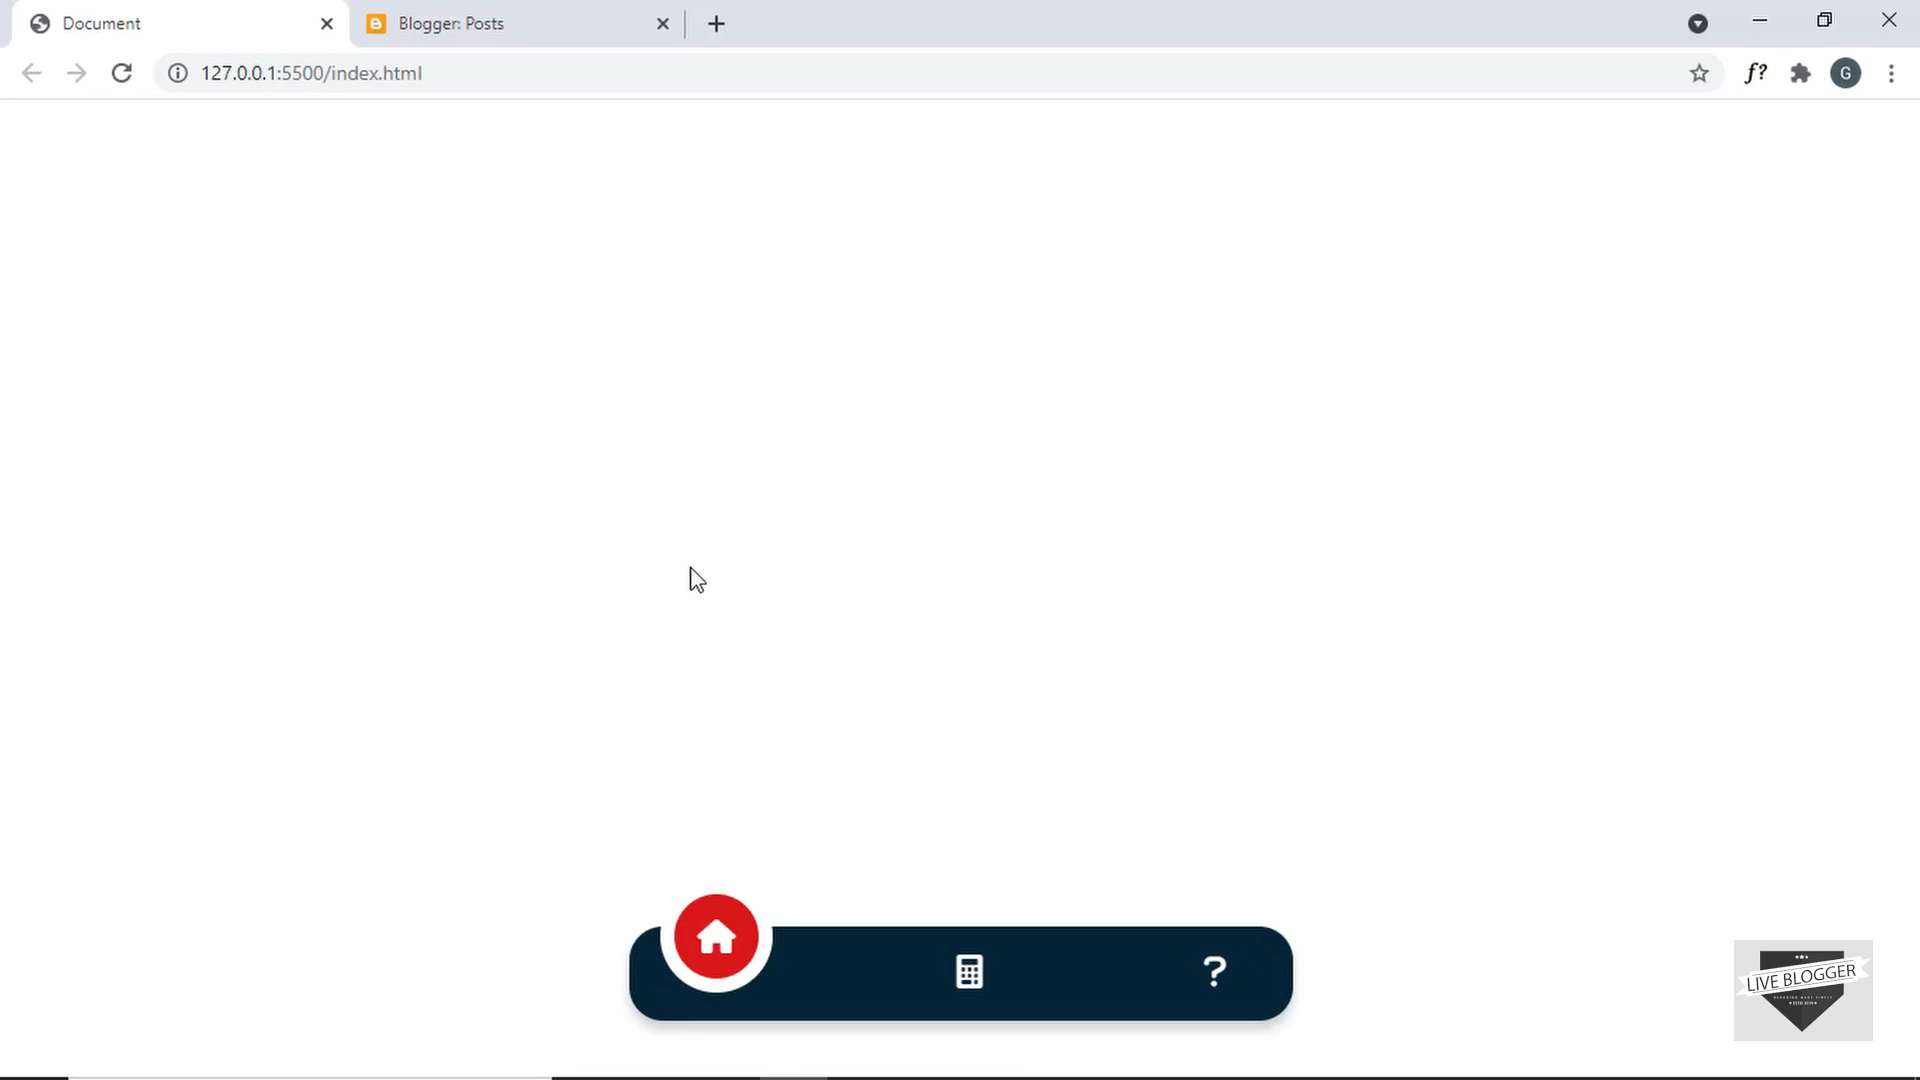 Document
Blogger: Posts
127.0.0.1:5500/index.html
f?
G
?
LIVE BLOGGER